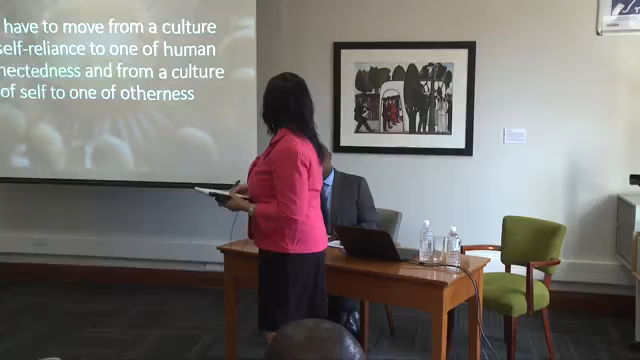 have to move from a culture
self-reliance to one of human
nectedness and from a culture
of self to one of otherness